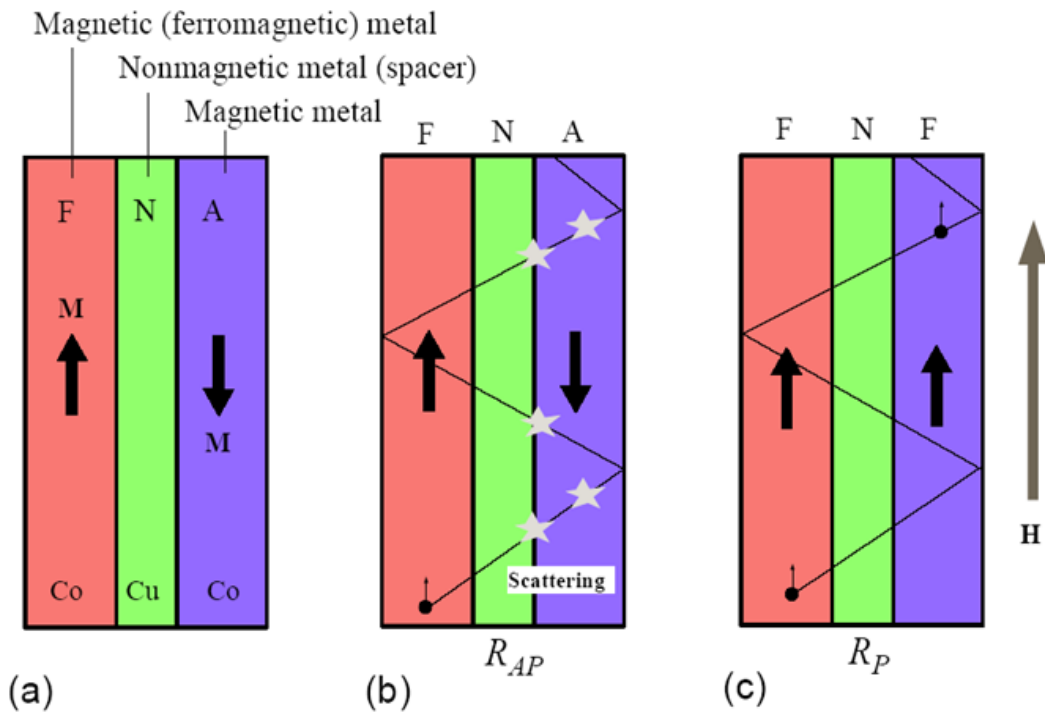 Magnetic (ferromagnetic) metal
Nonmagnetic metal (spacer)
Magnetic metal
F N A
M
M
Co Cu Co
(a)
F N A
Scattering
R_AP
(b)
F N F
H
R_P
(c)